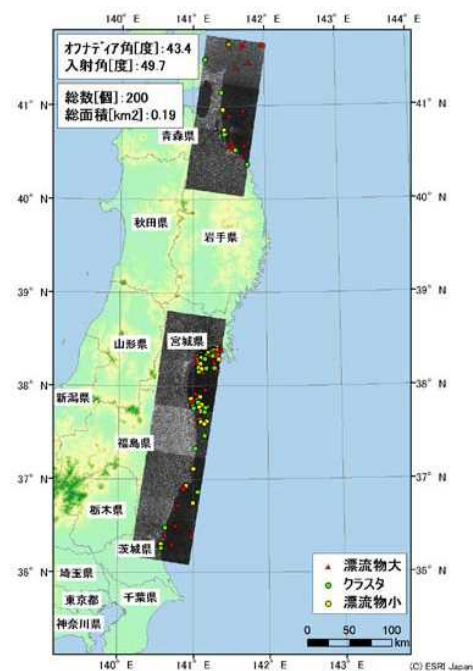 140° E 141° E 142° E 143° E 144° E
オフナディア角[度]:43.4
入射角[度]:49.7
総数[個]:200
総面積[km2]:0.19
41° N
41° N
青森県
40° N
40° N
秋田県
岩手県
39° N
39° N
宮城県
山形県
38° N
38° N
新潟県
福島県
37° N
37° N
栃木県
茨城県
36° N
36° N
埼玉県
東京都
千葉県
神奈川県
漂流物大
クラスタ
漂流物小
0 50 100
km
140° E 141° E 142° E 143° E
(C) ESRI Japan